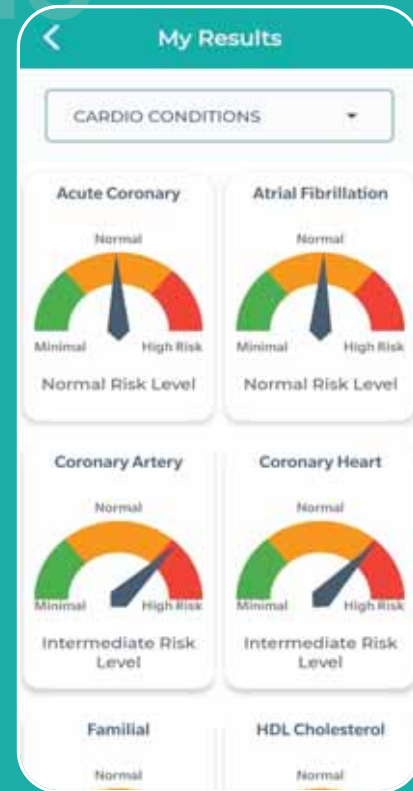 My Results
CARDIO CONDITIONS
Acute Coronary
Normal
Minimal High Risk
Normal Risk Level
Atrial Fibrillation
Normal
Minimal High Risk
Normal Risk Level
Coronary Artery
Normal
Minimal High Risk
Intermediate Risk
Level
Coronary Heart
Normal
Minimal High Risk
Intermediate Risk
Level
Familial
Normal
HDL Cholesterol
Normal